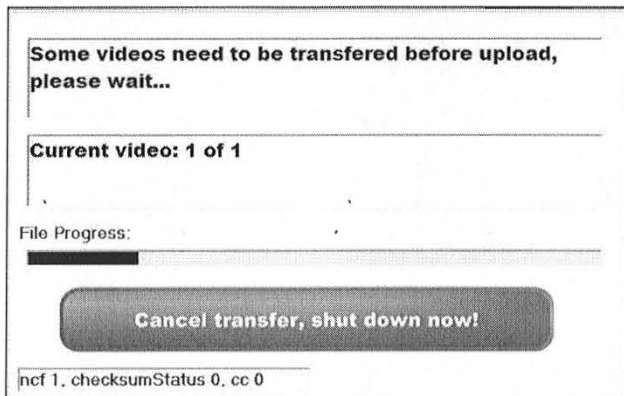 Some videos need to be transfered before upload,
please wait...
Current video: 1 of 1
File Progress:
Cancel transfer, shut down now!
ncf 1, checksumStatus 0, cc 0